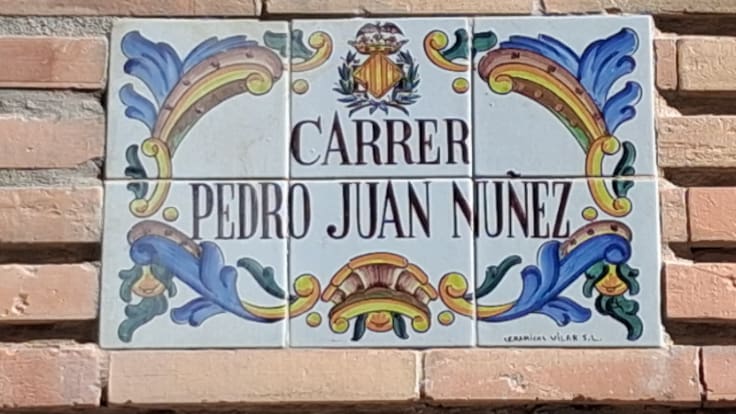 CARRER
PEDRO JUAN NUÑEZ
CERAMICAS VILAR S.L.